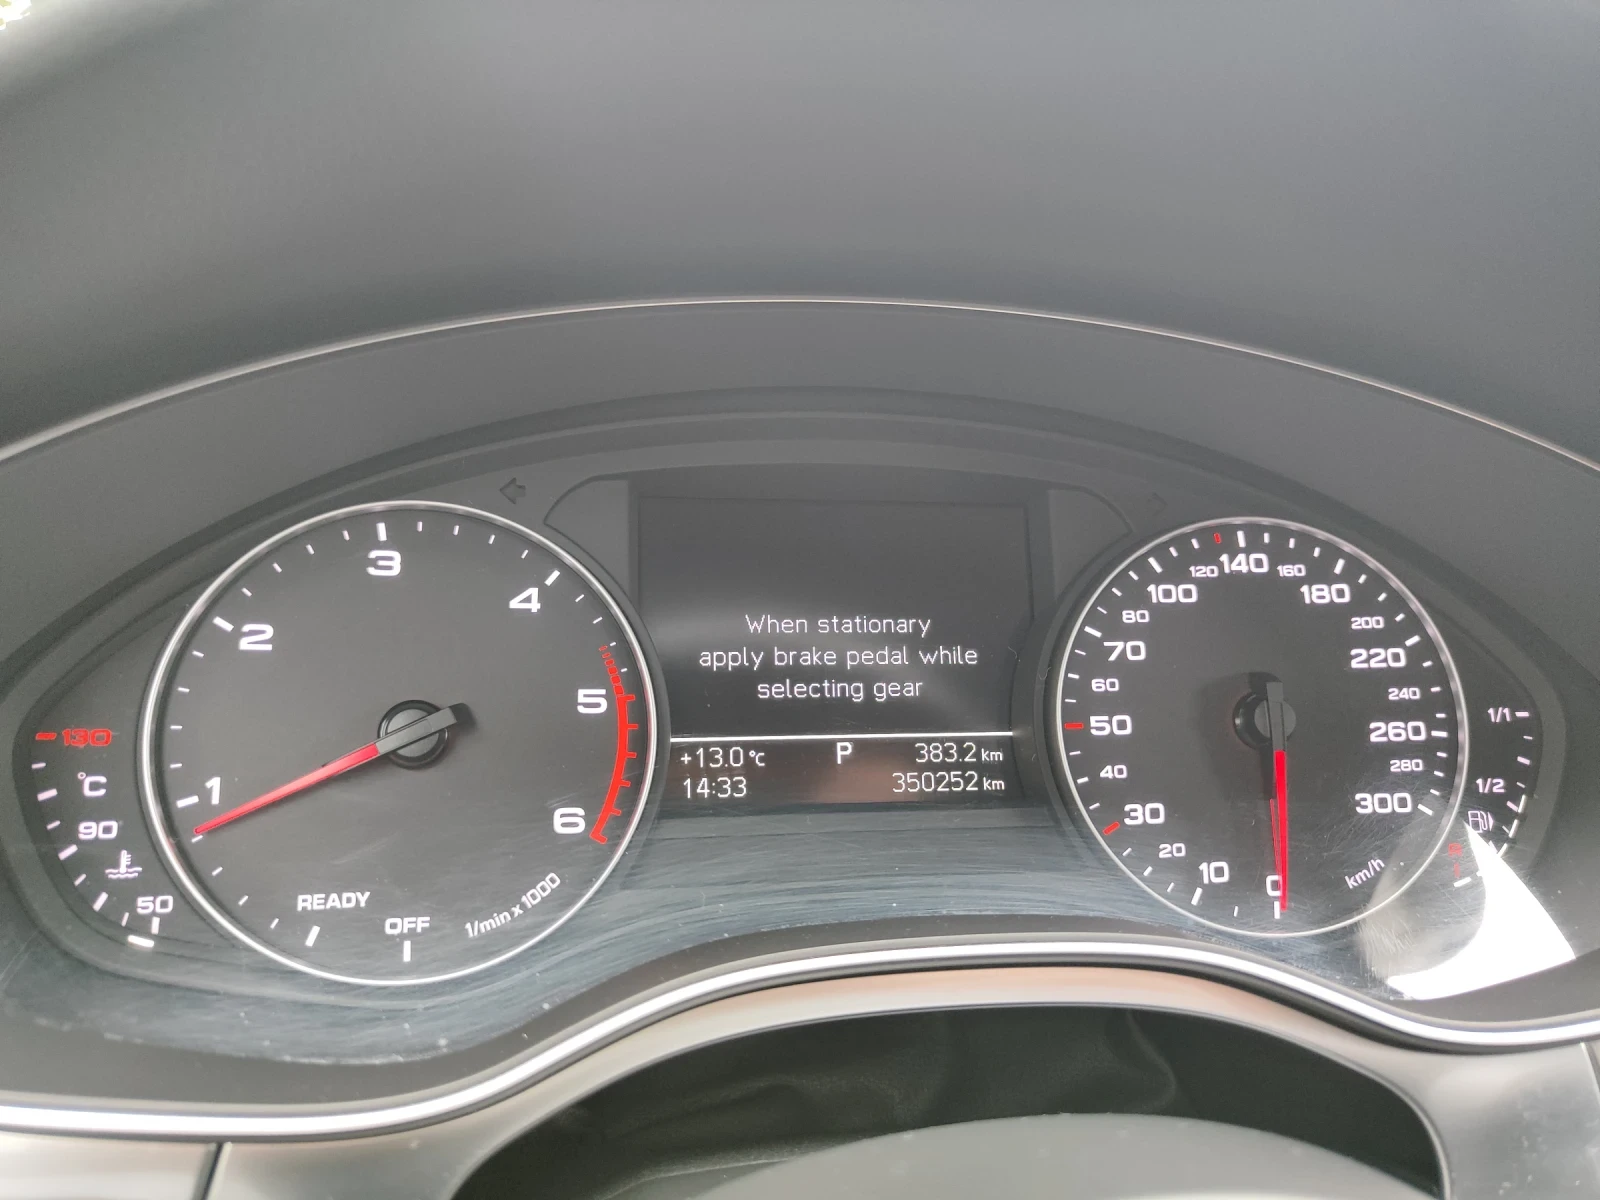 When stationary
apply brake pedal while
selecting gear
+13.0 °C P 383.2 km
14:33 350252 km
1 2 3 4 5 6
READY
OFF
1/min x 1000
130
°C
90
50
0 10 20 30 40 50 60 70 80 100 120 140 160 180 200 220 240 260 280 300
km/h
1/1
1/2